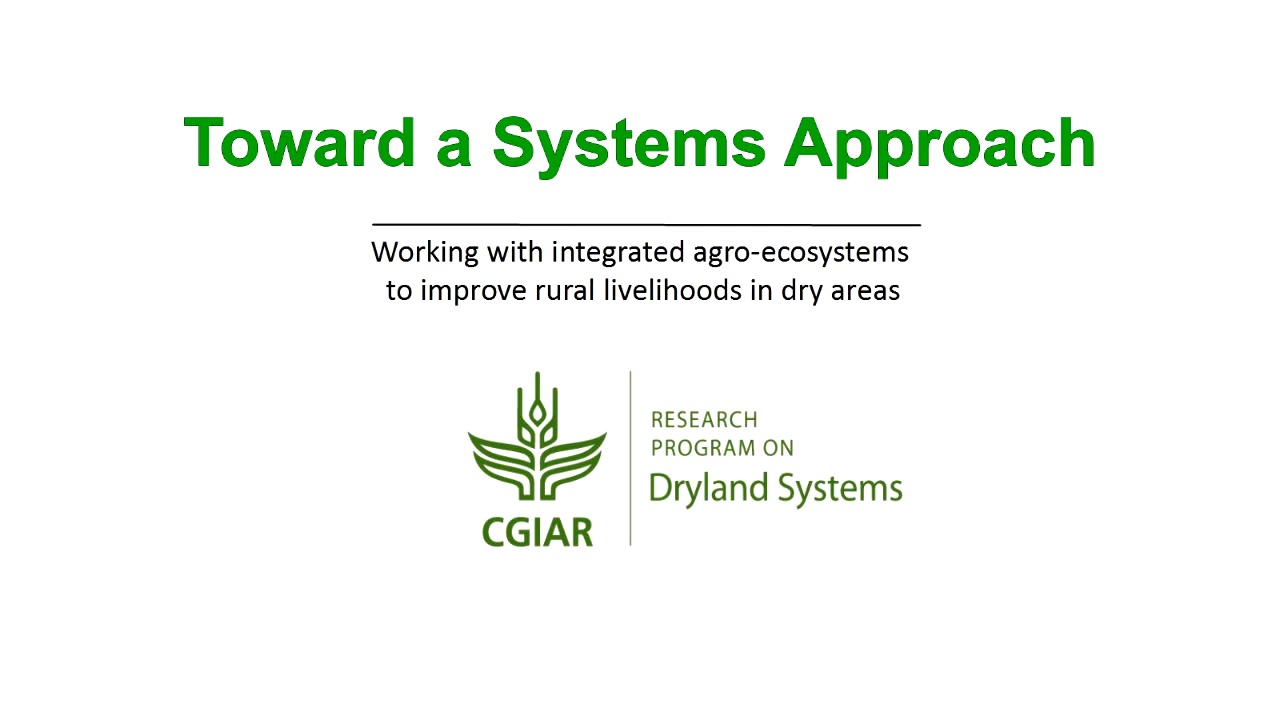 Toward a Systems Approach
Working with integrated agro-ecosystems
to improve rural livelihoods in dry areas
CGIAR
RESEARCH
PROGRAM ON
Dryland Systems